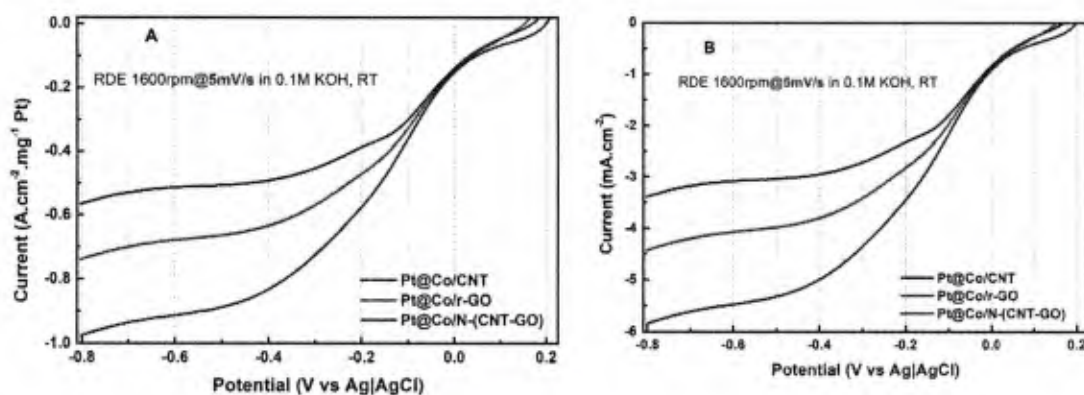 A
RDE 1600rpm@5mV/s in 0.1M KOH, RT
0.0
-0.2
-0.4
-0.6
-0.8
-1.0
Current (A.cm⁻².mg⁻¹ Pt)
Pt@Co/CNT
Pt@Co/r-GO
Pt@Co/N-(CNT-GO)
-0.8 -0.6 -0.4 -0.2 0.0 0.2
Potential (V vs Ag|AgCl)
B
RDE 1600rpm@5mV/s in 0.1M KOH, RT
0
-1
-2
-3
-4
-5
-6
Current (mA.cm⁻²)
Pt@Co/CNT
Pt@Co/r-GO
Pt@Co/N-(CNT-GO)
-0.8 -0.6 -0.4 -0.2 0.0 0.2
Potential (V vs Ag|AgCl)